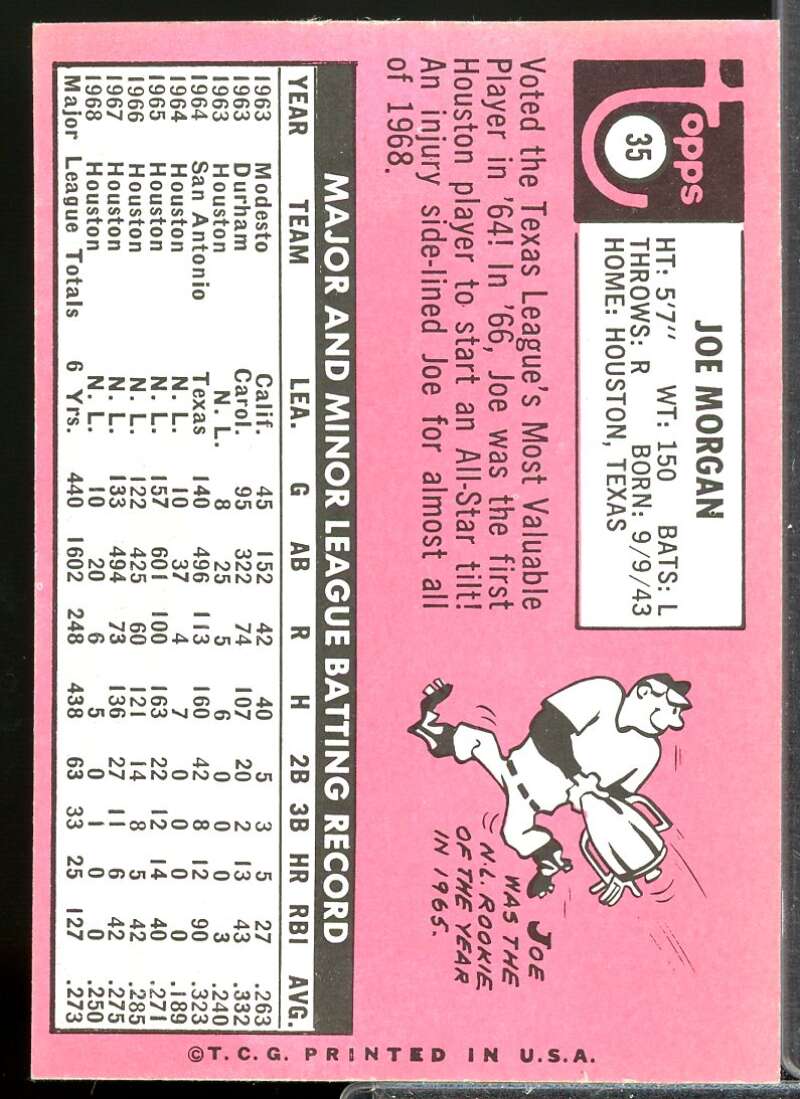 topps
35
JOE MORGAN
HT: 5'7" WT: 150 BATS: L
THROWS: R BORN: 9/9/43
HOME: HOUSTON, TEXAS
Voted the Texas League's Most Valuable
Player in '64! In '66, Joe was the first
Houston player to start an All-Star tilt!
An injury side-lined Joe for almost all
of 1968.
JOE
WAS THE
N.L. ROOKIE
OF THE YEAR
IN 1965.
MAJOR AND MINOR LEAGUE BATTING RECORD
YEAR TEAM LEA. G AB R H 2B 3B HR RBI AVG.
1963 Modesto Calif. 45 152 42 40 5 3 5 27 .263
1963 Durham Carol. 95 322 74 107 20 2 13 43 .332
1963 Houston N. L. 8 25 5 6 0 0 0 3 .240
1964 San Antonio Texas 140 496 113 160 42 8 12 90 .323
1964 Houston N. L. 10 37 4 7 0 0 0 0 .189
1965 Houston N. L. 157 601 100 163 22 12 14 40 .271
1966 Houston N. L. 122 425 60 121 14 8 5 42 .285
1967 Houston N. L. 133 494 73 136 27 11 6 42 .275
1968 Houston N. L. 10 20 6 5 0 1 0 0 .250
Major League Totals 6 Yrs. 440 1602 248 438 63 33 25 127 .273
©T.C.G. PRINTED IN U.S.A.